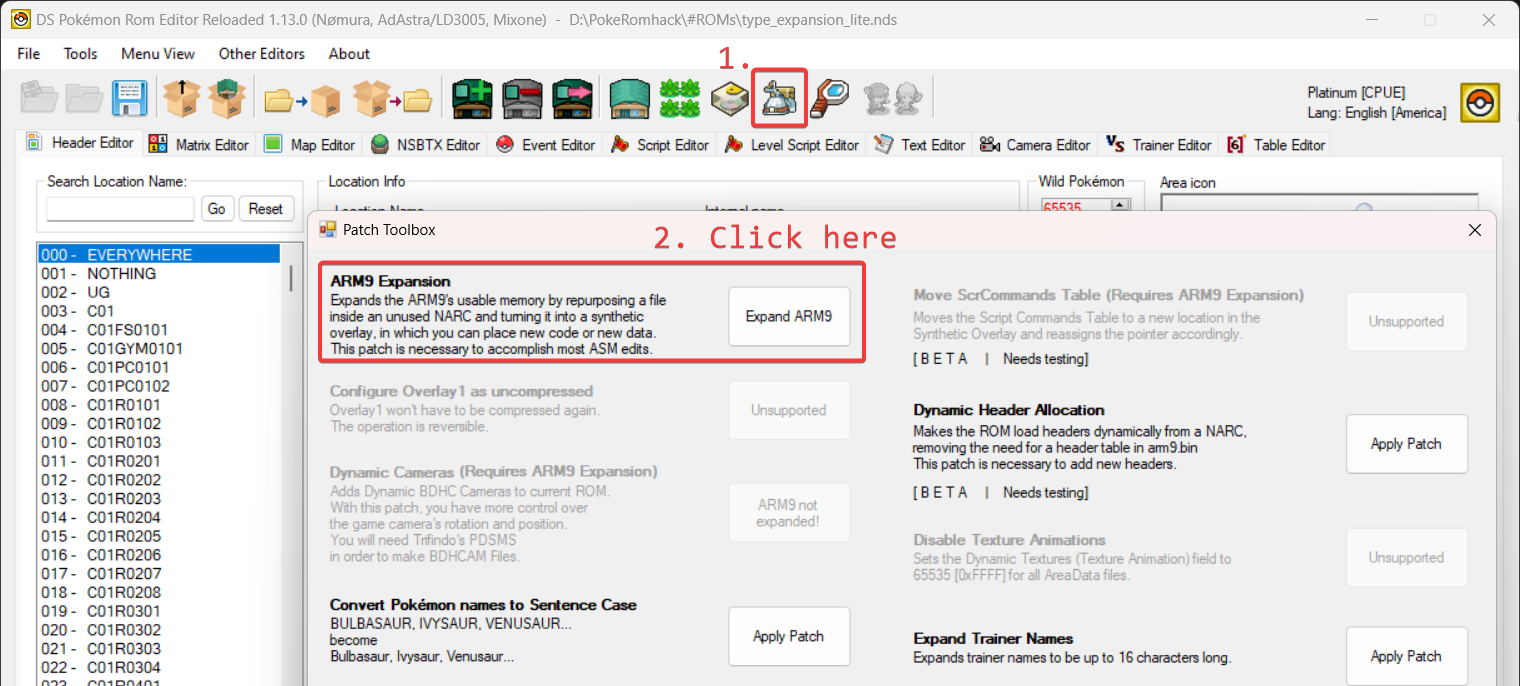 DS Pokémon Rom Editor Reloaded 1.13.0 (Nømura, AdAstra/LD3005, Mixone) - D:\PokeRomhack\#ROMs\type_expansion_lite.nds
File Tools Menu View Other Editors About
1.
Platinum [CPUE]
Lang: English [America]
Header Editor Matrix Editor Map Editor NSBTX Editor Event Editor Script Editor Level Script Editor Text Editor Camera Editor Trainer Editor Table Editor
Search Location Name:
Go Reset
Location Info
Location Name Internal name
Wild Pokémon
65535
Area icon
000 - EVERYWHERE
001 - NOTHING
002 - UG
003 - C01
004 - C01FS0101
005 - C01GYM0101
006 - C01PC0101
007 - C01PC0102
008 - C01R0101
009 - C01R0102
010 - C01R0103
011 - C01R0201
012 - C01R0202
013 - C01R0203
014 - C01R0204
015 - C01R0205
016 - C01R0206
017 - C01R0207
018 - C01R0208
019 - C01R0301
020 - C01R0302
021 - C01R0303
022 - C01R0304
023 - C01R0401
Patch Toolbox
2. Click here
ARM9 Expansion
Expands the ARM9's usable memory by repurposing a file
inside an unused NARC and turning it into a synthetic
overlay, in which you can place new code or new data.
This patch is necessary to accomplish most ASM edits.
Expand ARM9
Configure Overlay1 as uncompressed
Overlay1 won't have to be compressed again.
The operation is reversible.
Unsupported
Dynamic Cameras (Requires ARM9 Expansion)
Adds Dynamic BDHC Cameras to current ROM.
With this patch, you have more control over
the game camera's rotation and position.
You will need Trifindo's PDSMS
in order to make BDHCAM Files.
ARM9 not
expanded!
Convert Pokémon names to Sentence Case
BULBASAUR, IVYSAUR, VENUSAUR...
become
Bulbasaur, Ivysaur, Venusaur...
Apply Patch
Move ScrCommands Table (Requires ARM9 Expansion)
Moves the Script Commands Table to a new location in the
Synthetic Overlay and reassigns the pointer accordingly.
[ B E T A | Needs testing]
Unsupported
Dynamic Header Allocation
Makes the ROM load headers dynamically from a NARC,
removing the need for a header table in arm9.bin
This patch is necessary to add new headers.
[ B E T A | Needs testing]
Apply Patch
Disable Texture Animations
Sets the Dynamic Textures (Texture Animation) field to
65535 [0xFFFF] for all AreaData files.
Unsupported
Expand Trainer Names
Expands trainer names to be up to 16 characters long.
Apply Patch